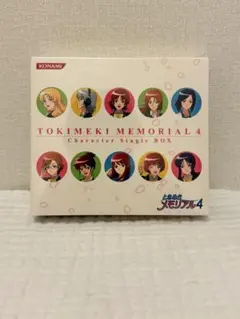 KONAMI
TOKIMEKI MEMORIAL 4
Character Single BOX
ときめき
メモリアル4